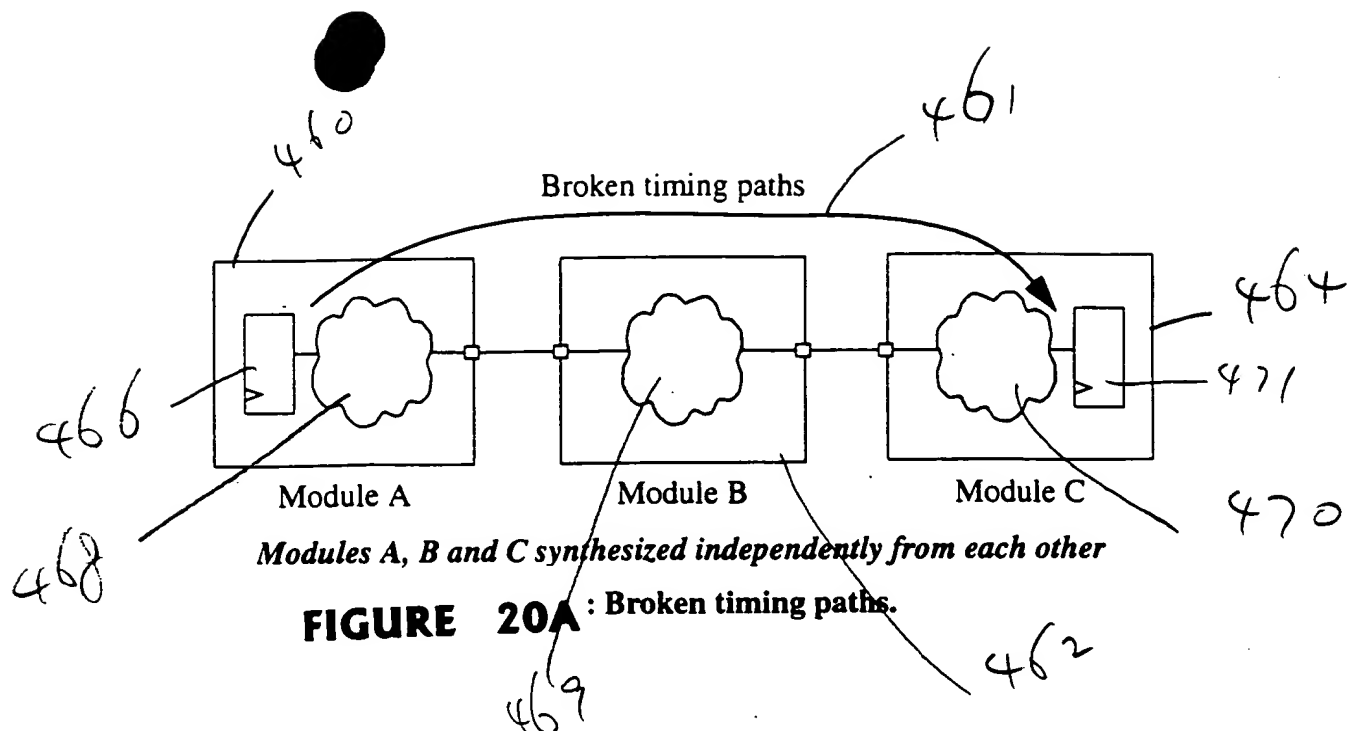 460
461
Broken timing paths
464
466
471
Module A
Module B
Module C
470
468
Modules A, B and C synthesized independently from each other
FIGURE 20A : Broken timing paths.
469
462